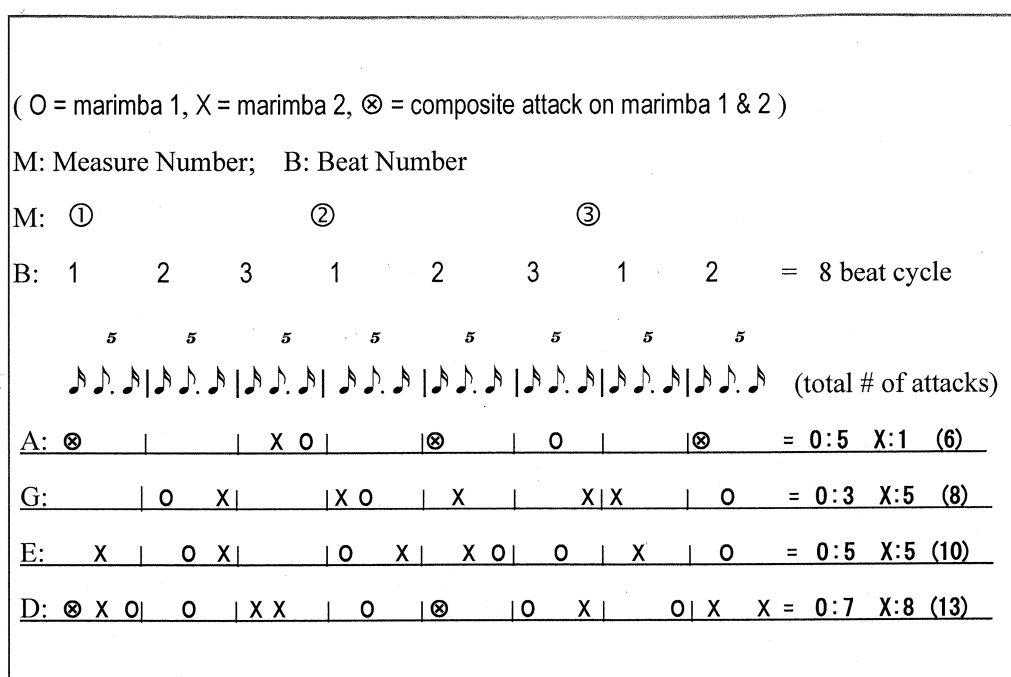 ( O = marimba 1, X = marimba 2, ⊗ = composite attack on marimba 1 & 2 )
M: Measure Number; B: Beat Number
M: ① ② ③
B: 1 2 3 1 2 3 1 2 = 8 beat cycle
5 5 5 5 5 5 5 5
(total # of attacks)
A: ⊗ | | X O | | ⊗ | O | | ⊗ = O:5 X:1 (6)
G: | O X | | X O | X | X | X | O = O:3 X:5 (8)
E: X | O X | | O X | X O | O | X | O = O:5 X:5 (10)
D: ⊗ X O | O | X X | O | ⊗ | O X | O | X X = O:7 X:8 (13)